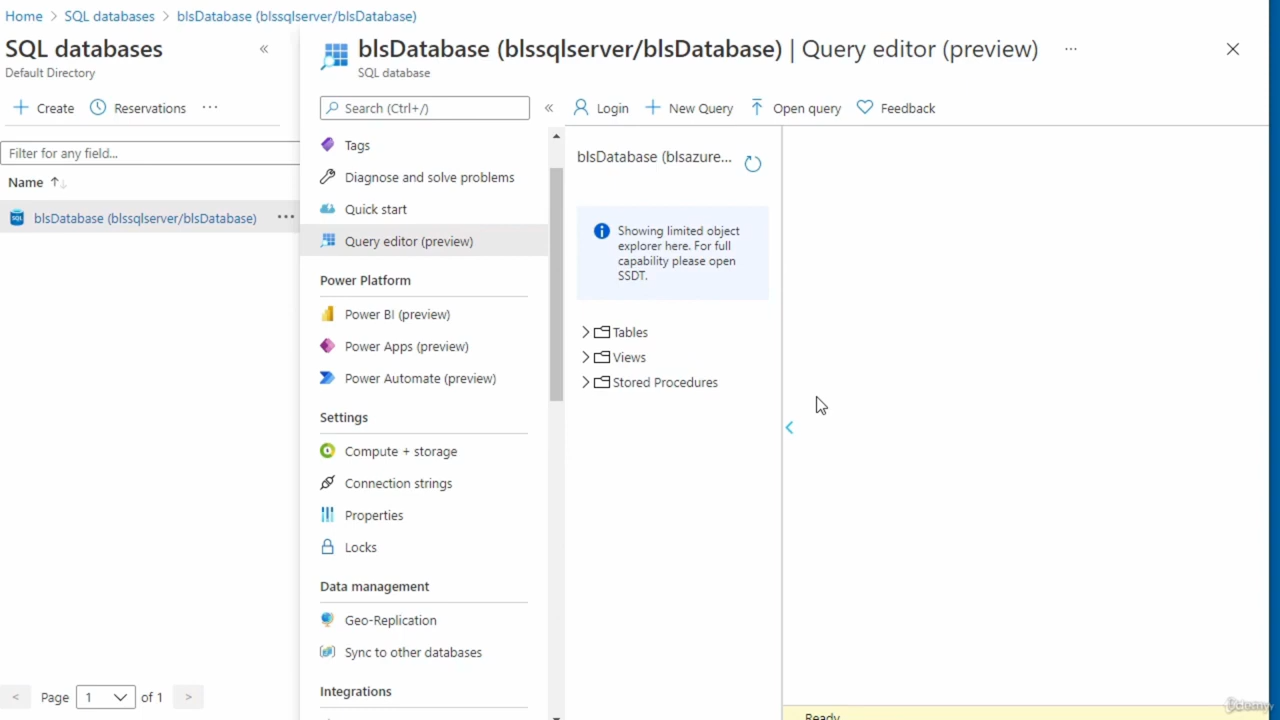 Home > SQL databases > blsDatabase (blssqlserver/blsDatabase)
SQL databases
Default Directory
Create
Reservations
Filter for any field...
Name
blsDatabase (blssqlserver/blsDatabase)
< Page 1 of 1 >
blsDatabase (blssqlserver/blsDatabase) | Query editor (preview)
SQL database
Search (Ctrl+/)
Tags
Diagnose and solve problems
Quick start
Query editor (preview)
Power Platform
Power BI (preview)
Power Apps (preview)
Power Automate (preview)
Settings
Compute + storage
Connection strings
Properties
Locks
Data management
Geo-Replication
Sync to other databases
Integrations
Login
New Query
Open query
Feedback
blsDatabase (blsazure...
Showing limited object
explorer here. For full
capability please open
SSDT.
Tables
Views
Stored Procedures
Ready
Udemy